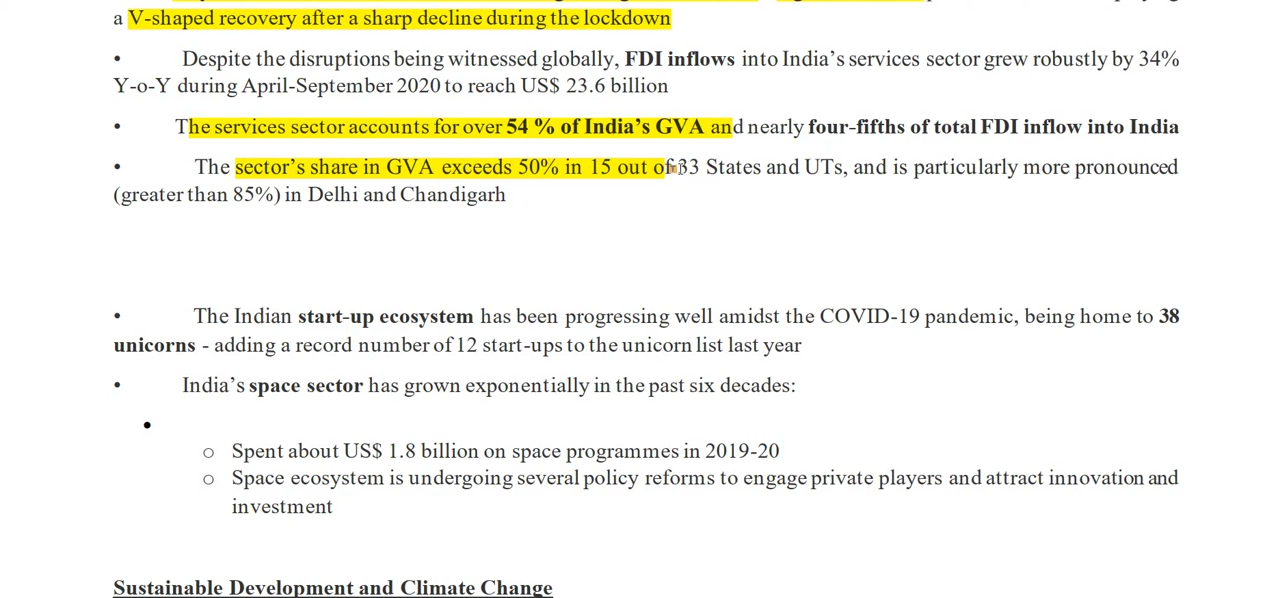 a V-shaped recovery after a sharp decline during the lockdown
• Despite the disruptions being witnessed globally, FDI inflows into India’s services sector grew robustly by 34%
Y-o-Y during April-September 2020 to reach US$ 23.6 billion
• The services sector accounts for over 54 % of India’s GVA and nearly four-fifths of total FDI inflow into India
• The sector’s share in GVA exceeds 50% in 15 out of 33 States and UTs, and is particularly more pronounced
(greater than 85%) in Delhi and Chandigarh
• The Indian start-up ecosystem has been progressing well amidst the COVID-19 pandemic, being home to 38
unicorns - adding a record number of 12 start-ups to the unicorn list last year
• India’s space sector has grown exponentially in the past six decades:
•
o Spent about US$ 1.8 billion on space programmes in 2019-20
o Space ecosystem is undergoing several policy reforms to engage private players and attract innovation and
investment
Sustainable Development and Climate Change